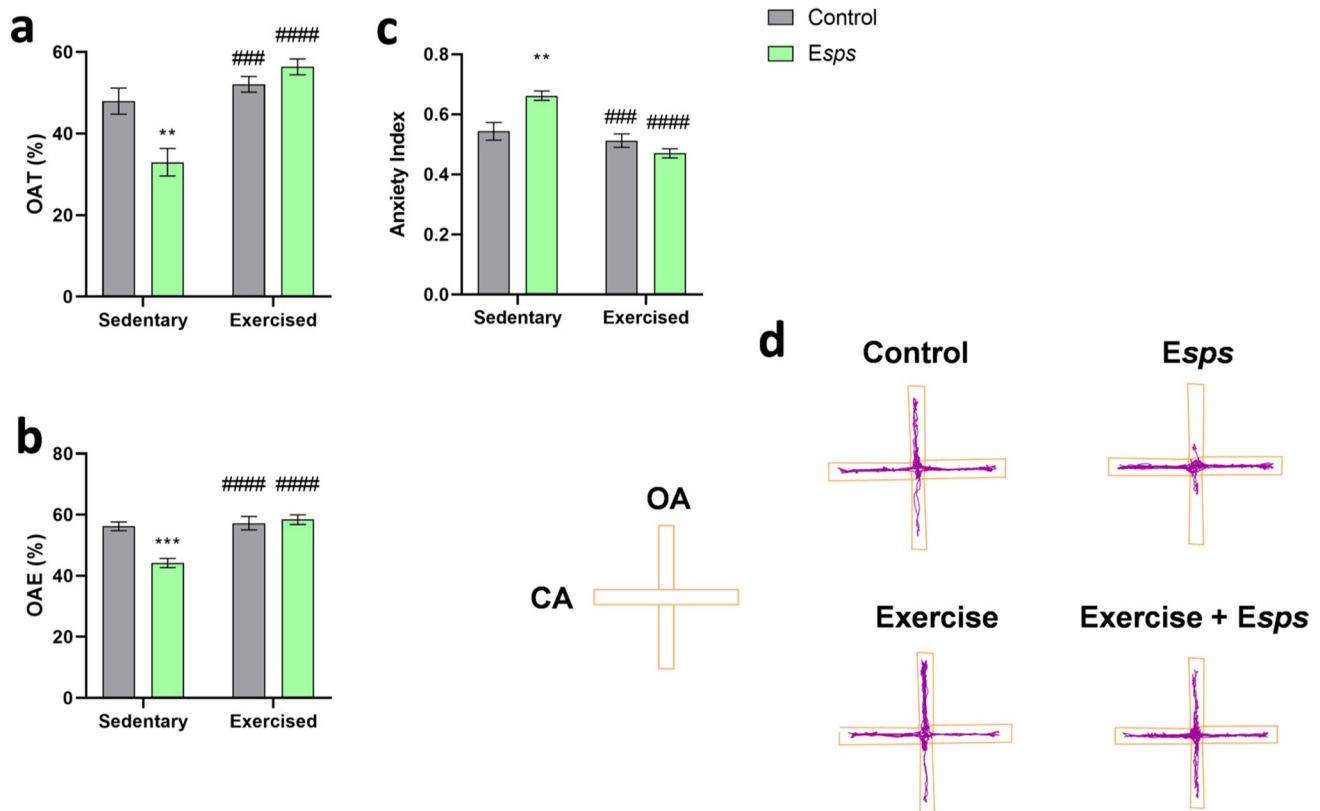 a
OAT (%)
60
40
20
0
**
###
####
Sedentary
Exercised
c
Anxiety Index
0.8
0.6
0.4
0.2
0.0
**
###
####
Sedentary
Exercised
Control
Esps
b
OAE (%)
80
60
40
20
0
***
####
####
Sedentary
Exercised
OA
CA
d
Control
Esps
Exercise
Exercise + Esps